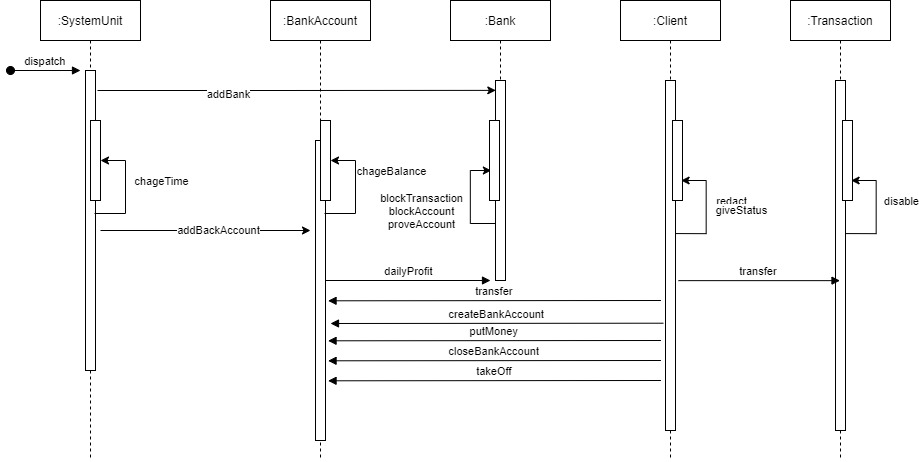 :SystemUnit
:BankAccount
:Bank
:Client
:Transaction
dispatch
addBank
chageTime
chageBalance
blockTransaction
blockAccount
proveAccount
redact
giveStatus
disable
addBackAccount
dailyProfit
transfer
transfer
createBankAccount
putMoney
closeBankAccount
takeOff